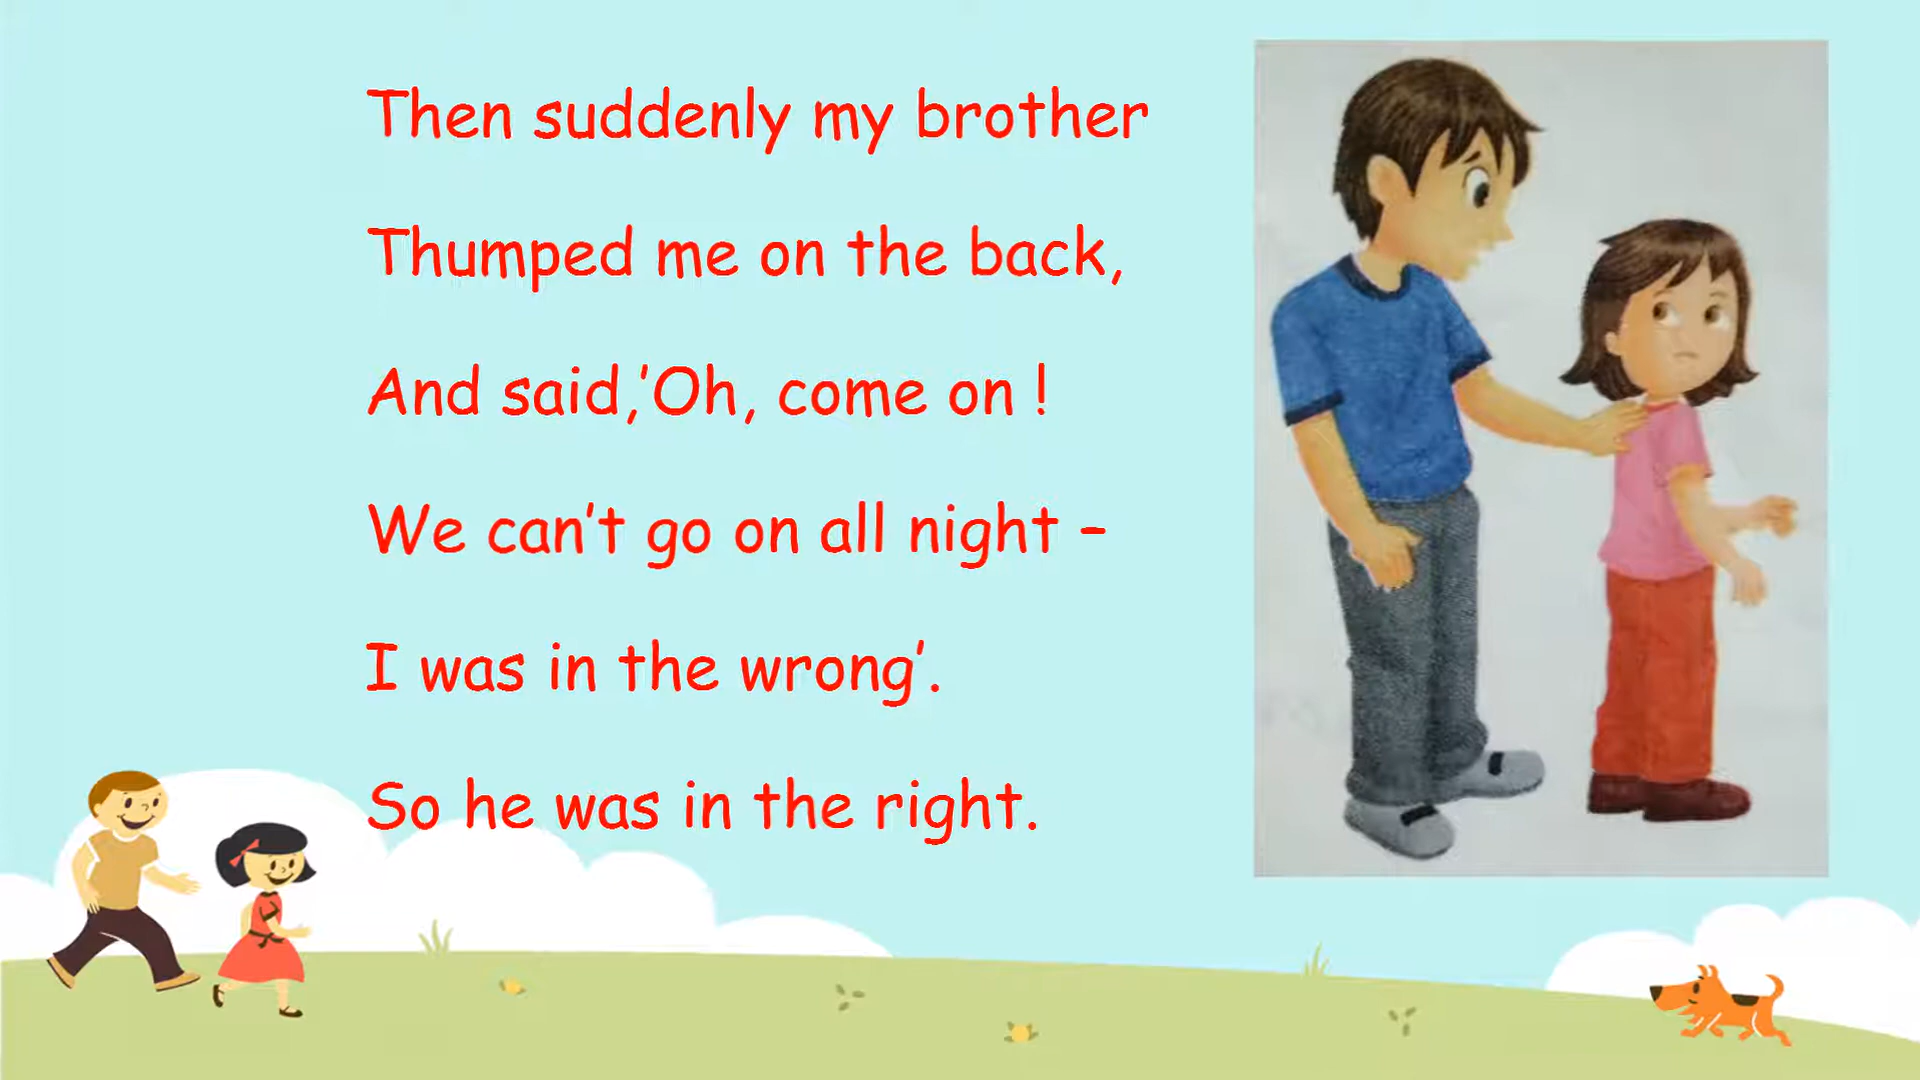 Then suddenly my brother
Thumped me on the back,
And said,’Oh, come on !
We can’t go on all night –
I was in the wrong’.
So he was in the right.